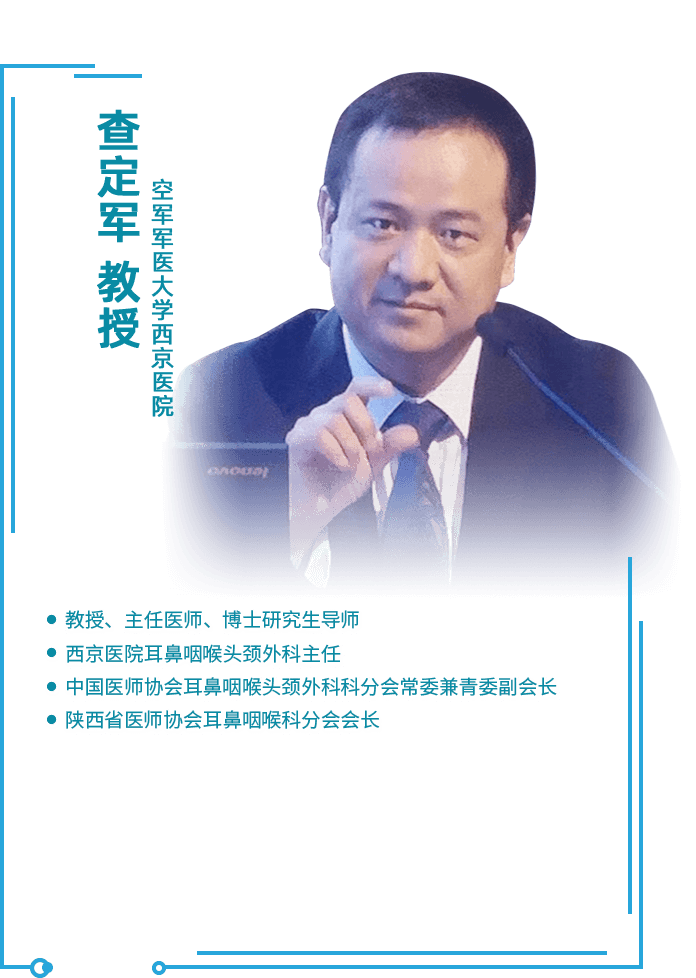 查定军 教授
空军军医大学西京医院
lenovo
教授、主任医师、博士研究生导师
西京医院耳鼻咽喉头颈外科主任
中国医师协会耳鼻咽喉头颈外科科分会常委兼青委副会长
陕西省医师协会耳鼻咽喉科分会会长